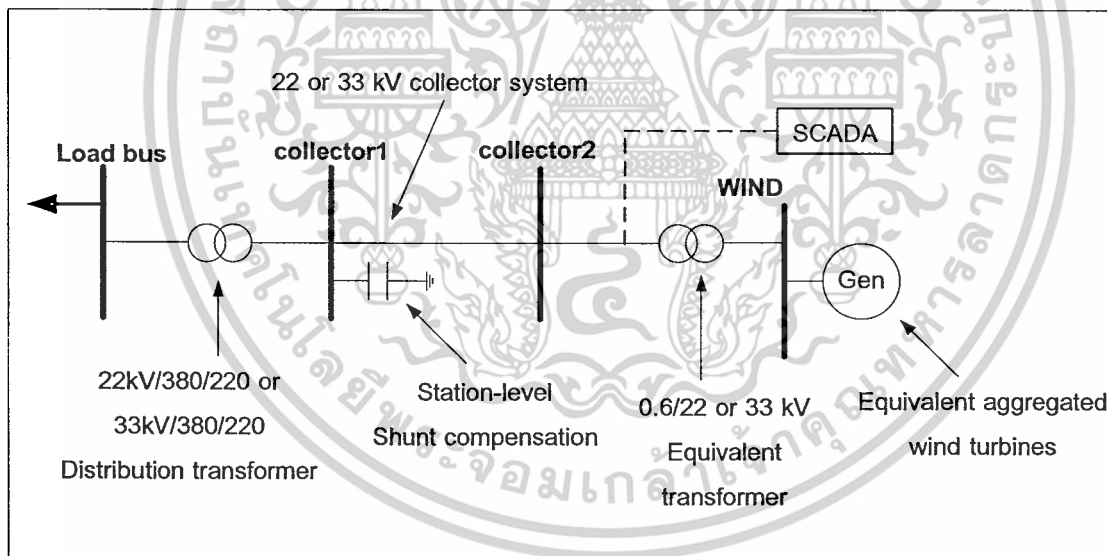 22 or 33 kV collector system
SCADA
Load bus
collector1
collector2
WIND
Gen
22kV/380/220 or
33kV/380/220
Distribution transformer
Station-level
Shunt compensation
0.6/22 or 33 kV
Equivalent
transformer
Equivalent aggregated
wind turbines